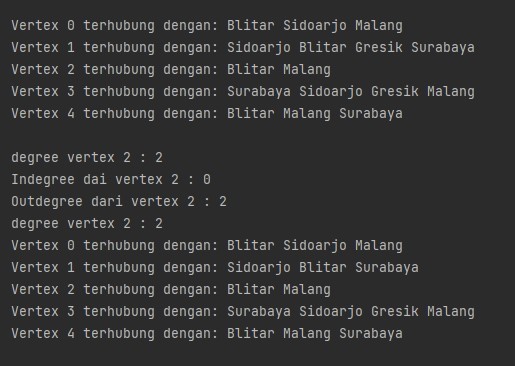 Vertex 0 terhubung dengan: Blitar Sidoarjo Malang
Vertex 1 terhubung dengan: Sidoarjo Blitar Gresik Surabaya
Vertex 2 terhubung dengan: Blitar Malang
Vertex 3 terhubung dengan: Surabaya Sidoarjo Gresik Malang
Vertex 4 terhubung dengan: Blitar Malang Surabaya

degree vertex 2 : 2
Indegree dai vertex 2 : 0
Outdegree dari vertex 2 : 2
degree vertex 2 : 2
Vertex 0 terhubung dengan: Blitar Sidoarjo Malang
Vertex 1 terhubung dengan: Sidoarjo Blitar Surabaya
Vertex 2 terhubung dengan: Blitar Malang
Vertex 3 terhubung dengan: Surabaya Sidoarjo Gresik Malang
Vertex 4 terhubung dengan: Blitar Malang Surabaya